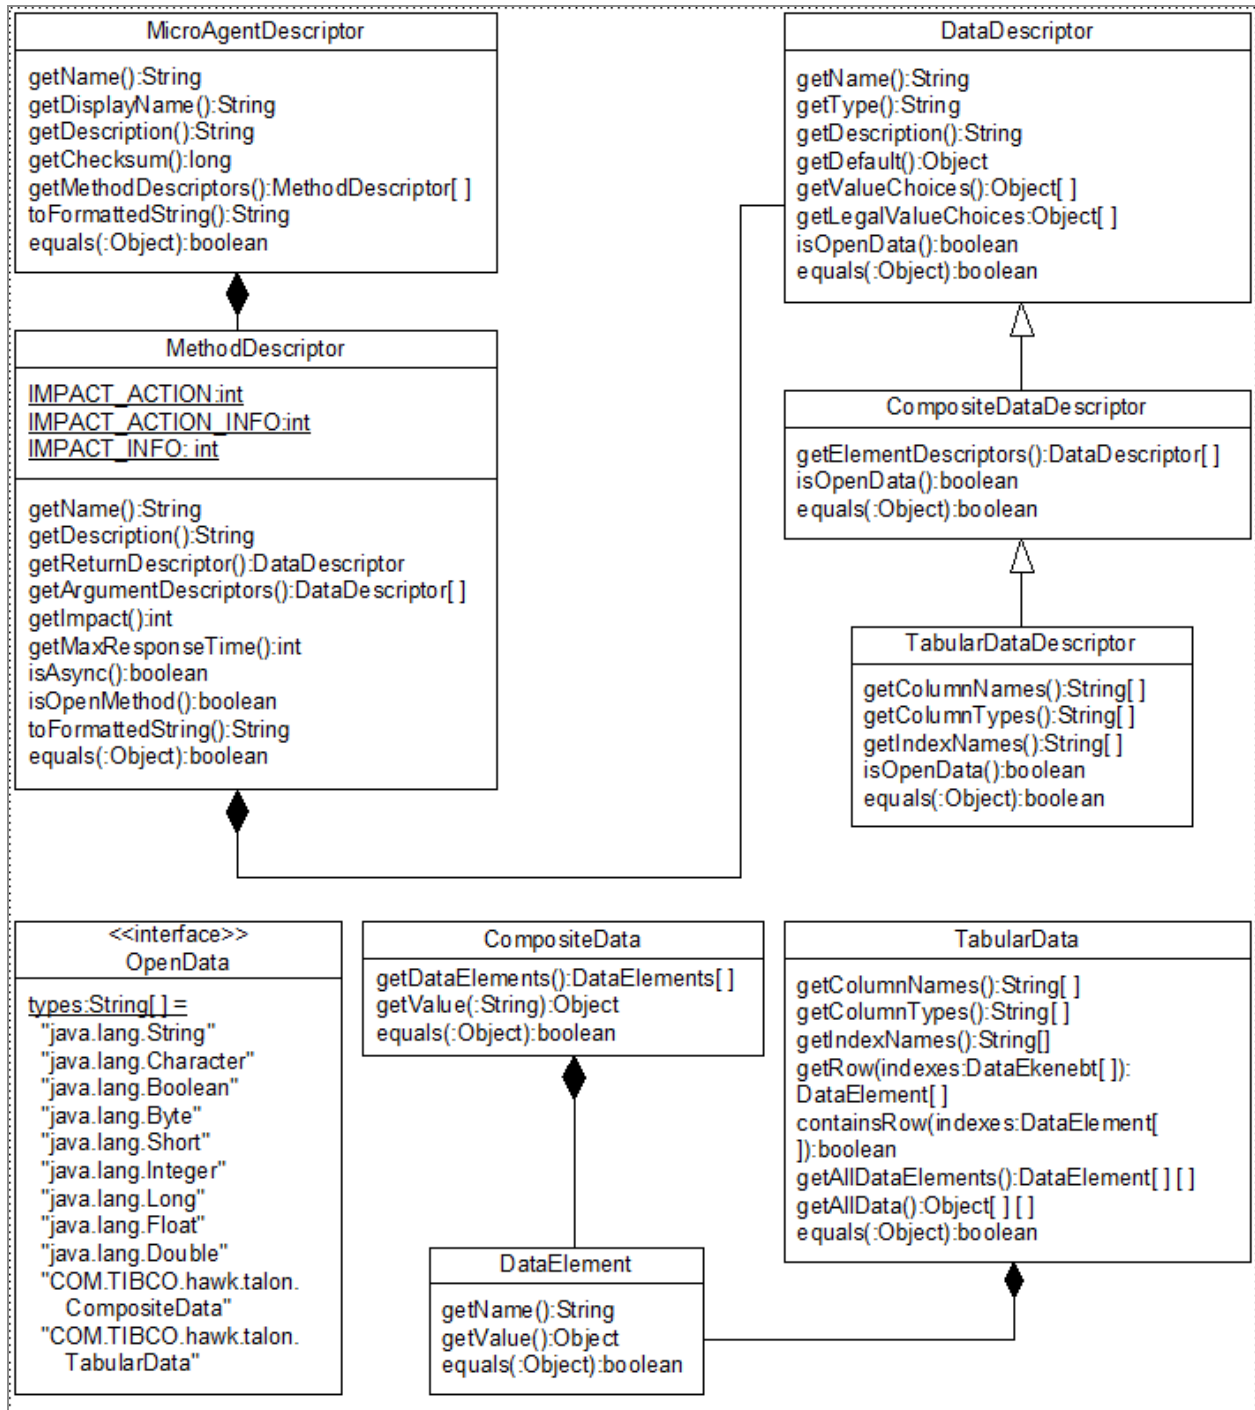 MicroAgentDescriptor
getName():String
getDisplayName():String
getDescription():String
getChecksum():long
getMethodDescriptors():MethodDescriptor[ ]
toFormattedString():String
equals(:Object):boolean
DataDescriptor
getName():String
getType():String
getDescription():String
getDefault():Object
getValueChoices():Object[ ]
getLegalValueChoices:Object[ ]
isOpenData():boolean
equals(:Object):boolean
MethodDescriptor
IMPACT_ACTION:int
IMPACT_ACTION_INFO:int
IMPACT_INFO: int
getName():String
getDescription():String
getReturnDescriptor():DataDescriptor
getArgumentDescriptors():DataDescriptor[ ]
getImpact():int
getMaxResponseTime():int
isAsync():boolean
isOpenMethod():boolean
toFormattedString():String
equals(:Object):boolean
CompositeDataDescriptor
getElementDescriptors():DataDescriptor[ ]
isOpenData():boolean
equals(:Object):boolean
TabularDataDescriptor
getColumnNames():String[ ]
getColumnTypes():String[ ]
getIndexNames():String[ ]
isOpenData():boolean
equals(:Object):boolean
<<interface>>
OpenData
types:String[ ] =
"java.lang.String"
"java.lang.Character"
"java.lang.Boolean"
"java.lang.Byte"
"java.lang.Short"
"java.lang.Integer"
"java.lang.Long"
"java.lang.Float"
"java.lang.Double"
"COM.TIBCO.hawk.talon.
CompositeData"
"COM.TIBCO.hawk.talon.
TabularData"
CompositeData
getDataElements():DataElements[ ]
getValue(:String):Object
equals(:Object):boolean
TabularData
getColumnNames():String[ ]
getColumnTypes():String[ ]
getIndexNames():String[]
getRow(indexes:DataEkenebt[ ]):
DataElement[ ]
containsRow(indexes:DataElement[
]):boolean
getAllDataElements():DataElement[ ] [ ]
getAllData():Object[ ] [ ]
equals(:Object):boolean
DataElement
getName():String
getValue():Object
equals(:Object):boolean